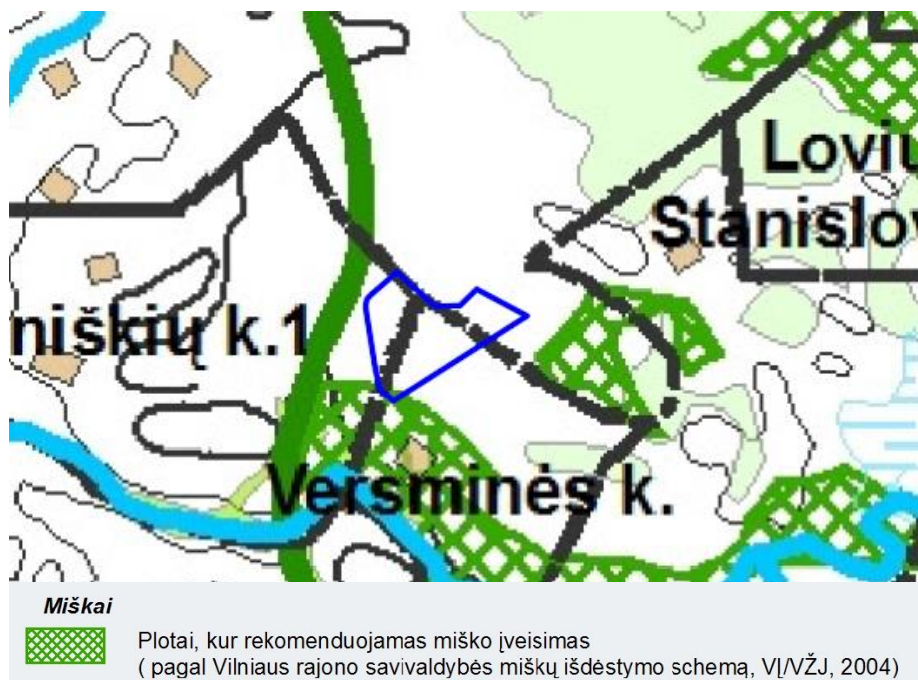 Loviu
Stanislov
niškių k.1
Versminės k.
Miškai
Plotai, kur rekomenduojamas miško įveisimas
( pagal Vilniaus rajono savivaldybės miškų išdėstymo schemą, VĮ/VŽJ, 2004)